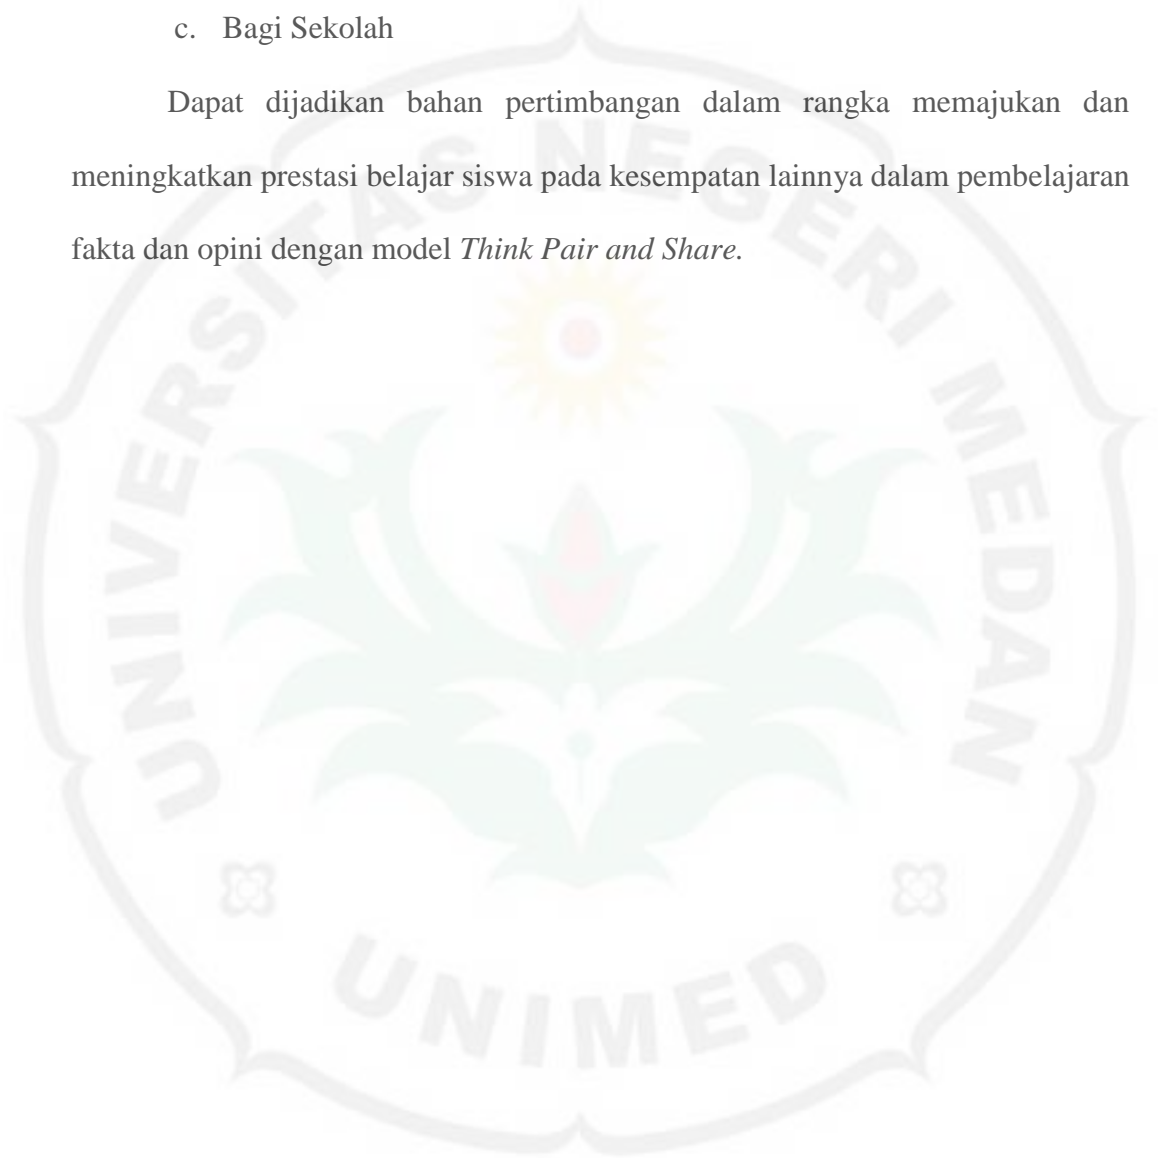 c. Bagi Sekolah
Dapat dijadikan bahan pertimbangan dalam rangka memajukan dan
meningkatkan prestasi belajar siswa pada kesempatan lainnya dalam pembelajaran
fakta dan opini dengan model Think Pair and Share.
UNIVERSITAS NEGERI MEDAN
UNIMED